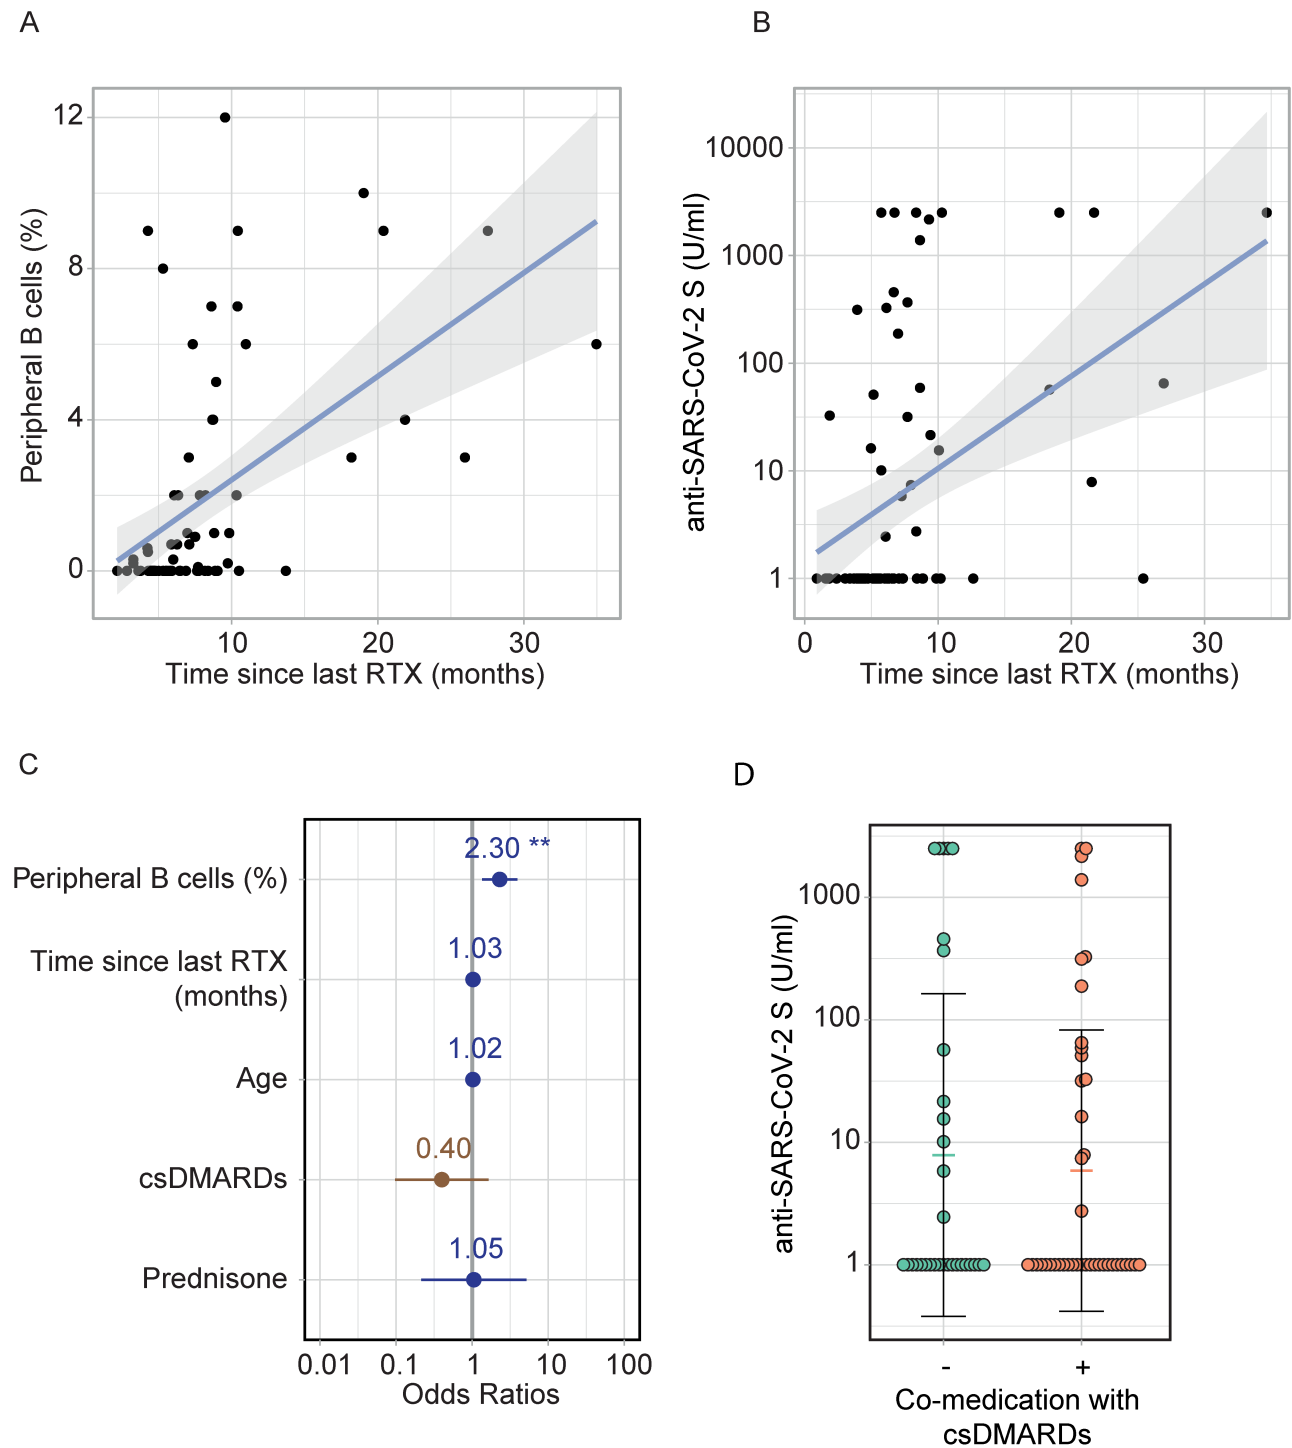 A
B
12
8
4
0
Peripheral B cells (%)
10
20
30
Time since last RTX (months)
10000
1000
100
10
1
anti-SARS-CoV-2 S (U/ml)
0
10
20
30
Time since last RTX (months)
C
D
2.30 **
Peripheral B cells (%)
1.03
Time since last RTX
(months)
1.02
Age
0.40
csDMARDs
1.05
Prednisone
0.01
0.1
1
10
100
Odds Ratios
1000
100
10
1
anti-SARS-CoV-2 S (U/ml)
-
+
Co-medication with
csDMARDs